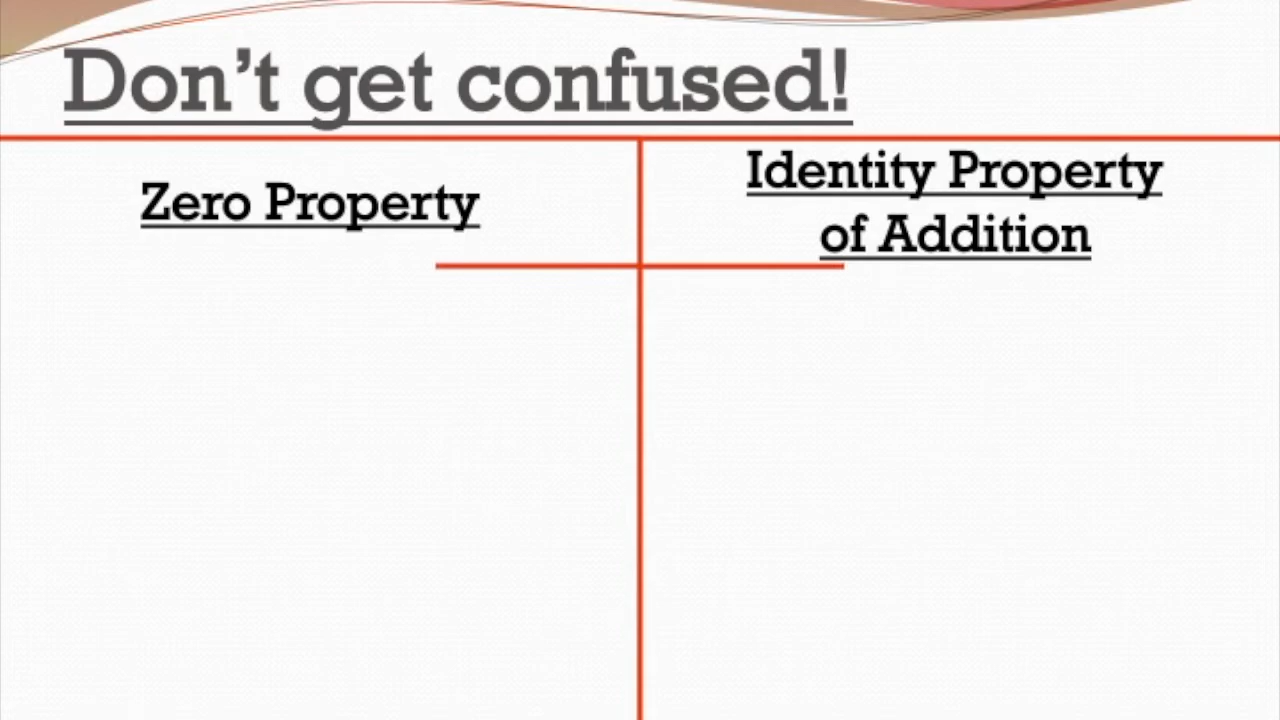 Don't get confused!
Zero Property
Identity Property
of Addition